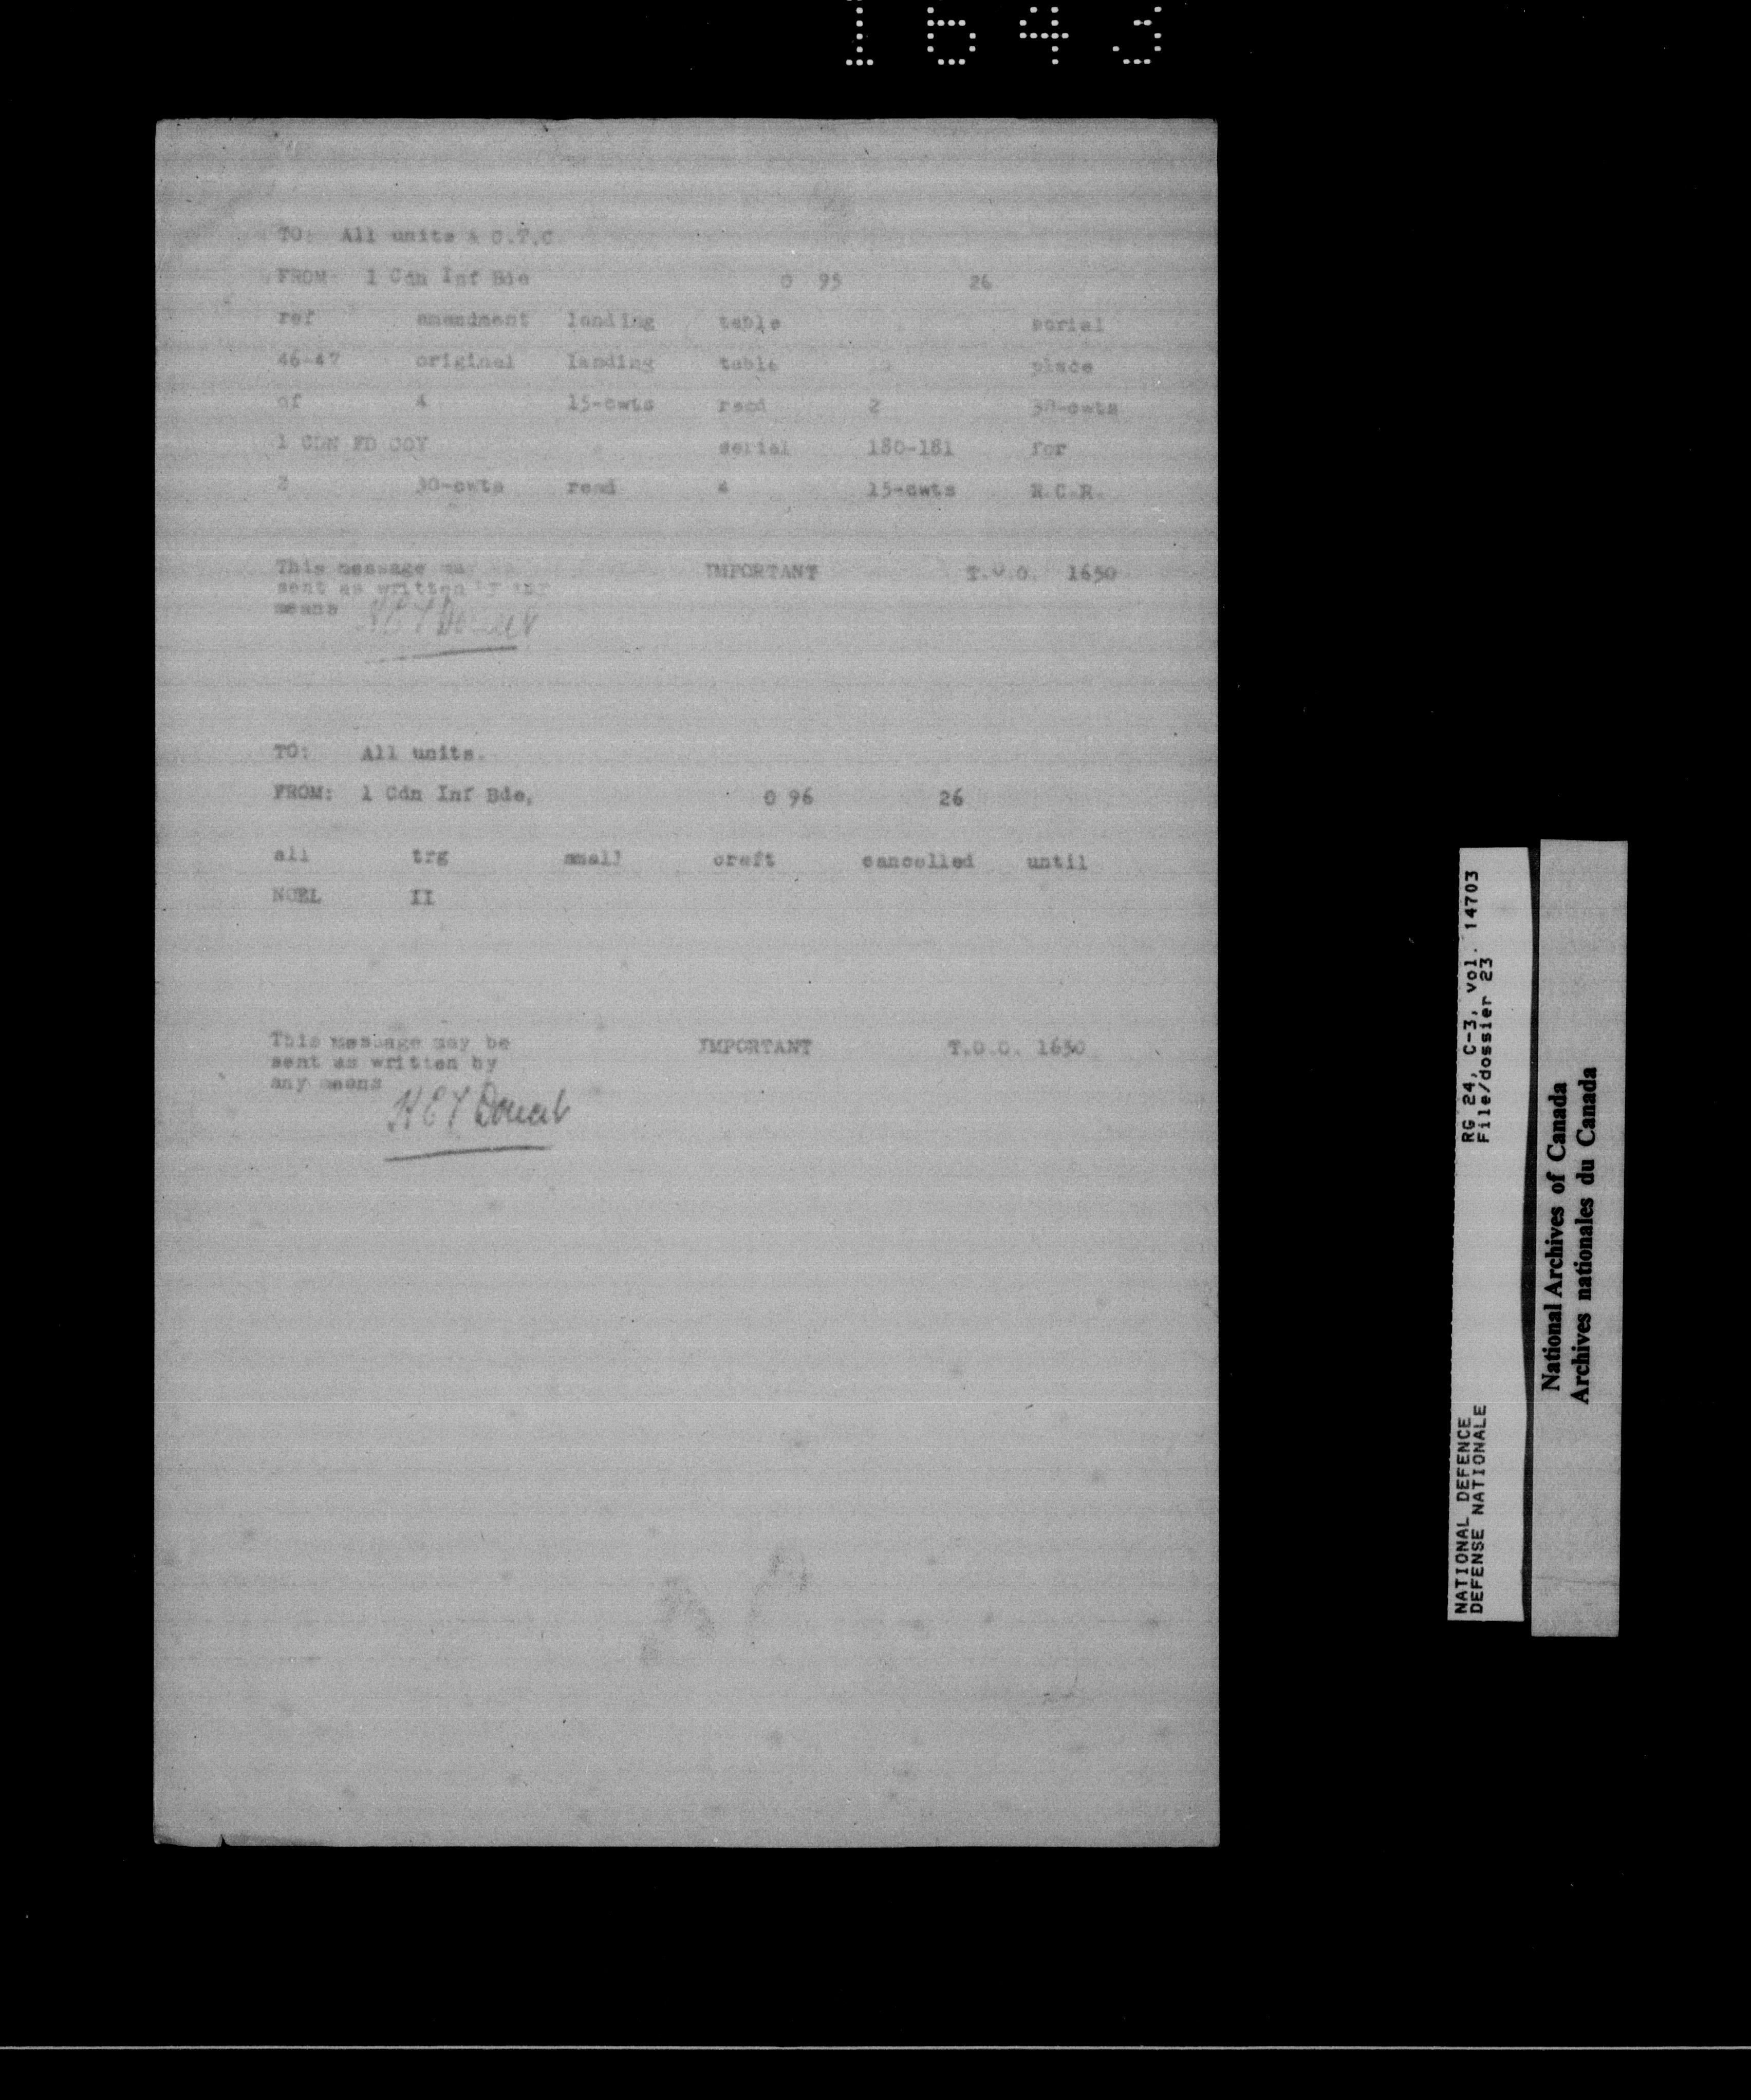 1643
TO: All units & C.T.C
FROM 1 Cdn Inf Bde O 95 26
ref amendment landing table serial
46-47 original landing table in place
of 4 15-cwts read 2 30-cwts
1 CDN FD COY serial 180-181 for
2 30-cwts read 4 15-cwts R.C.R.
This message may be
sent as written by any
means
IMPORTANT T.O.O. 1650
TO: All units.
FROM: 1 Cdn Inf Bde, O 96 26
all trg small craft cancelled until
NOEL II
This message may be
sent as written by
any means
IMPORTANT T.O.O. 1650
NATIONAL DEFENCE RG 24, C-3, vol. 14703
DEFENSE NATIONALE File/dossier 23
National Archives of Canada
Archives nationales du Canada